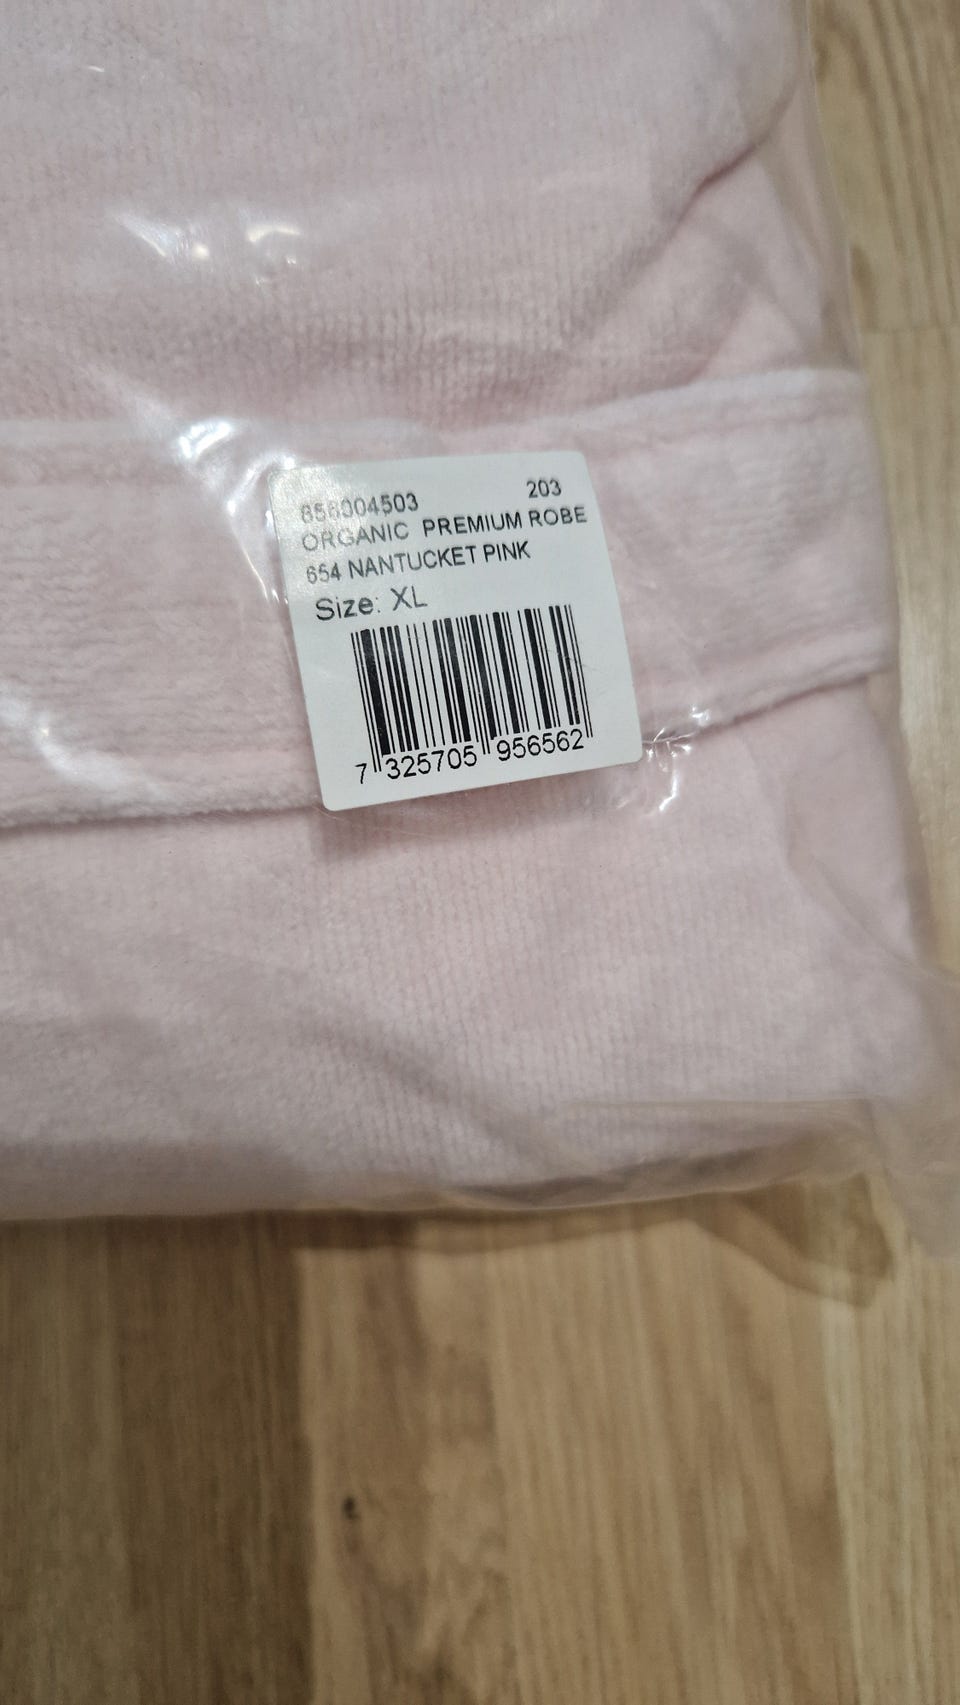 856004503 203
ORGANIC PREMIUM ROBE
654 NANTUCKET PINK
Size: XL
7 325705 956562